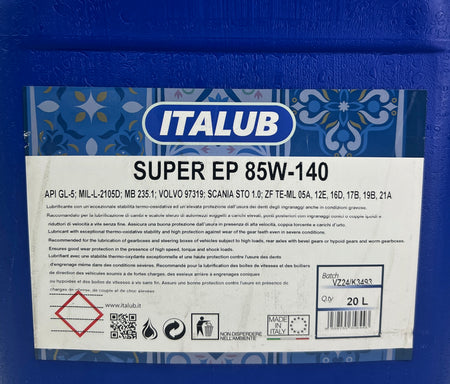 ITALUB
SUPER EP 85W-140
API GL-5; MIL-L-2105D; MB 235.1; VOLVO 97319; SCANIA STO 1.0; ZF TE-ML 05A, 12E, 16D, 17B, 19B, 21A
Lubrificante con un'eccezionale stabilità termo-ossidativa ed un'elevata protezione dall'usura dei denti degli ingranaggi anche in condizioni gravose.
Raccomandato per la lubrificazione di cambi e scatole sterzo di automezzi soggetti a carichi elevati, ponti posteriori con ingranaggi conici o coppie ipoidi e
riduttori di velocità a vite senza fine. Assicura una buona protezione dall'usura in presenza di alta velocità, coppia torcente e carichi d'urto.
Lubricant with exceptional thermo-oxidative stability and high protection against wear of the gear teeth even in severe conditions.
Recommended for the lubrication of gearboxes and steering boxes of vehicles subject to high loads, rear axles with bevel gears or hypoid gears and worm gearboxes.
Ensures good wear protection in the presence of high speed, torque and shock loads.
Lubrifiant avec une stabilité thermo-oxydante exceptionnelle et une haute protection contre l'usure des dents
d'engrenage même dans des conditions sévères. Recommandé pour la lubrification des boîtes de vitesses et des boîtiers
de direction des véhicules soumis à de fortes charges, des essieux arrière à engrenages coniques
ou hypoïdes et des boîtes de vitesses à vis sans fin. Assure une bonne protection contre l'usure en présence
de charges de vitesse, de couple et de choc élevées.
www.italub.com
Batch
VZ24/K3493
Q.ty
20 L
NON DISPERDERE
NELL'AMBIENTE
MADE IN
ITALY